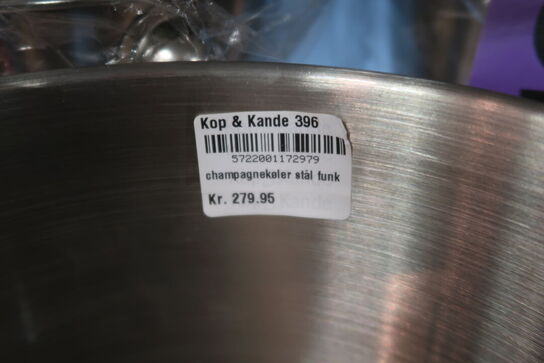 Kop & Kande 396
5722001172979
champagnekøler stål funk
Kr. 279.95